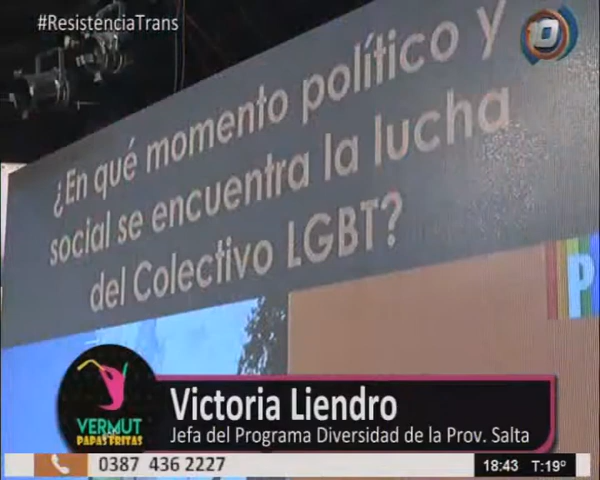 #ResistenciaTrans
10
¿En qué momento político y
social se encuentra la lucha
del Colectivo LGBT?
P
VERMUT
PAPAS FRITAS
Victoria Liendro
Jefa del Programa Diversidad de la Prov. Salta
0387 436 2227
18:43 T:19º